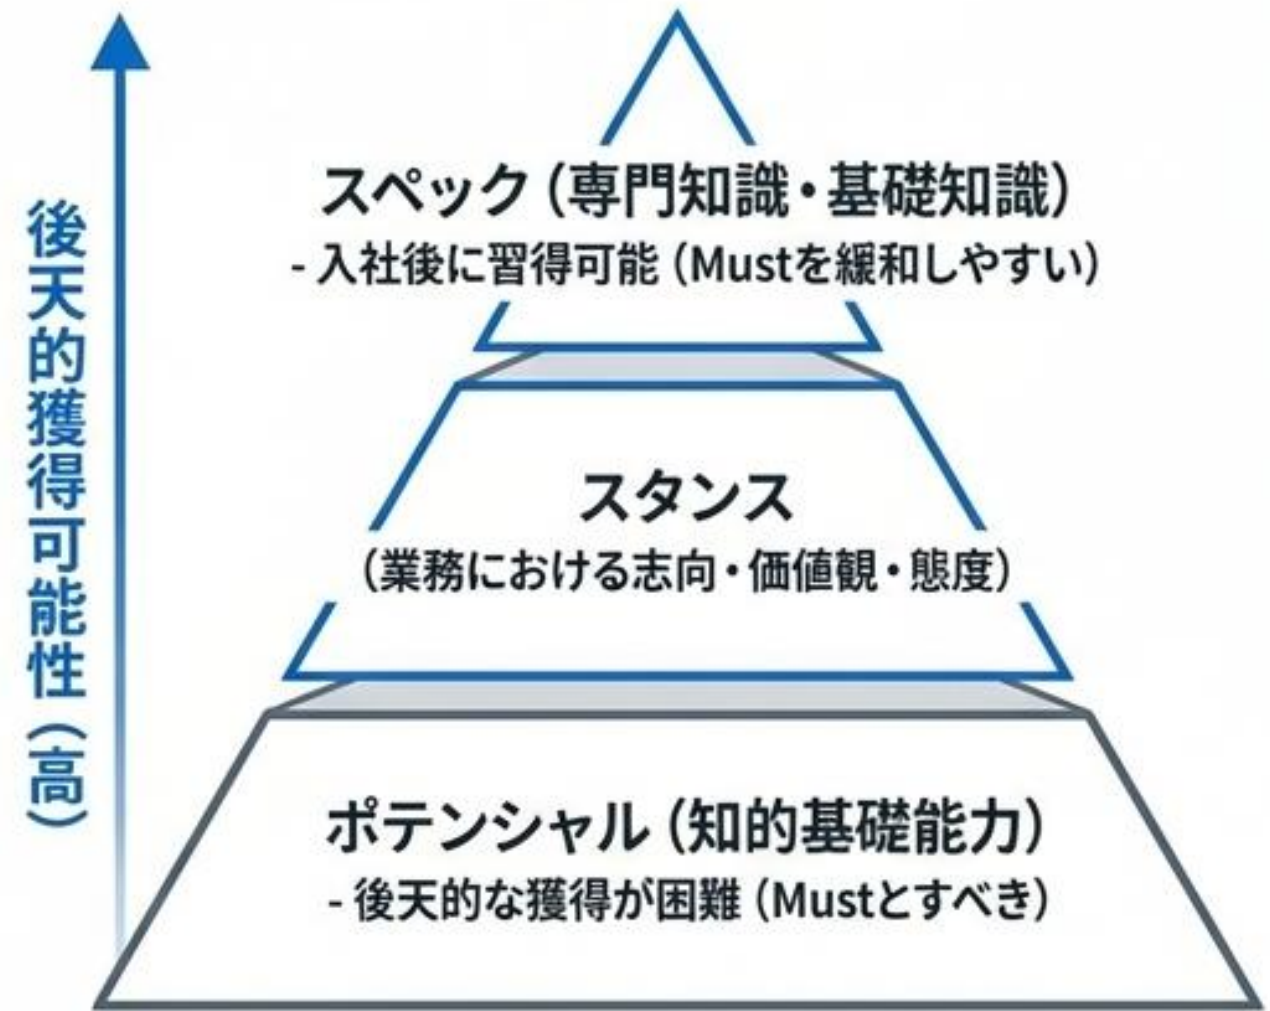 後天的獲得可能性（高）
スペック（専門知識・基礎知識）
- 入社後に習得可能（Mustを緩和しやすい）
スタンス
（業務における志向・価値観・態度）
ポテンシャル（知的基礎能力）
- 後天的な獲得が困難（Mustとすべき）